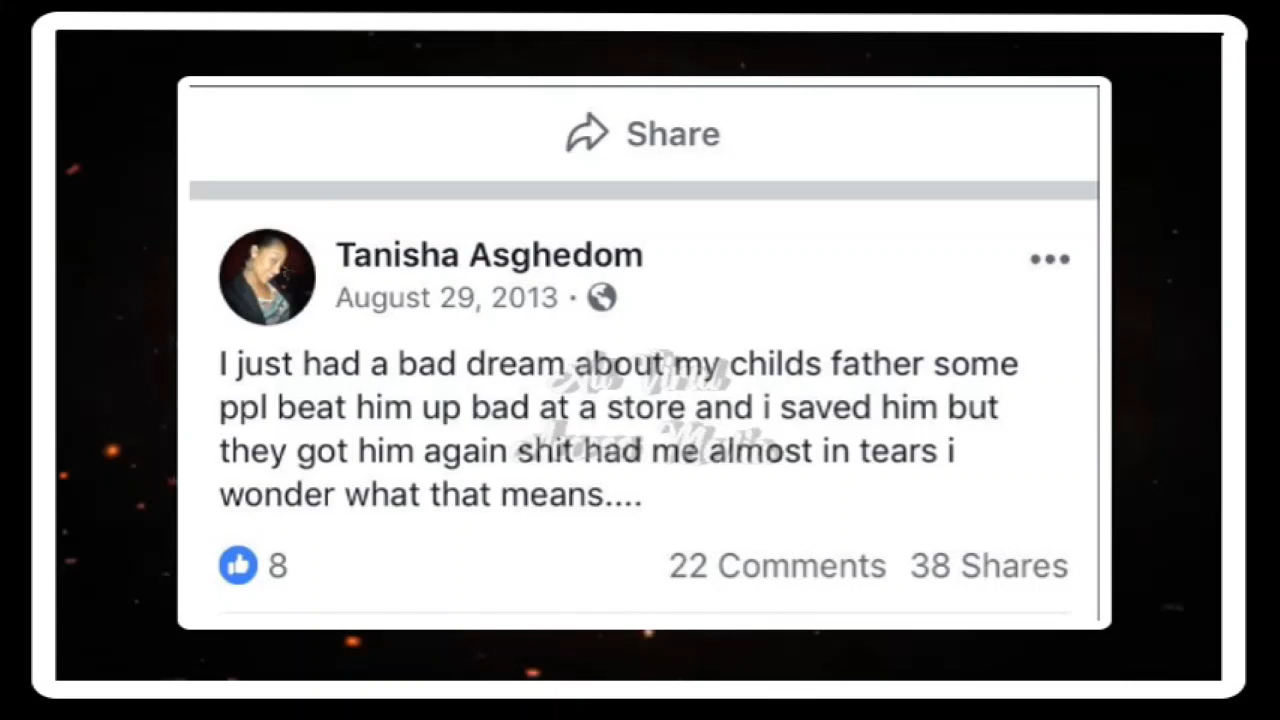 Share
Tanisha Asghedom
August 29, 2013 ·
I just had a bad dream about my childs father some
ppl beat him up bad at a store and i saved him but
they got him again shit had me almost in tears i
wonder what that means....
8
22 Comments 38 Shares